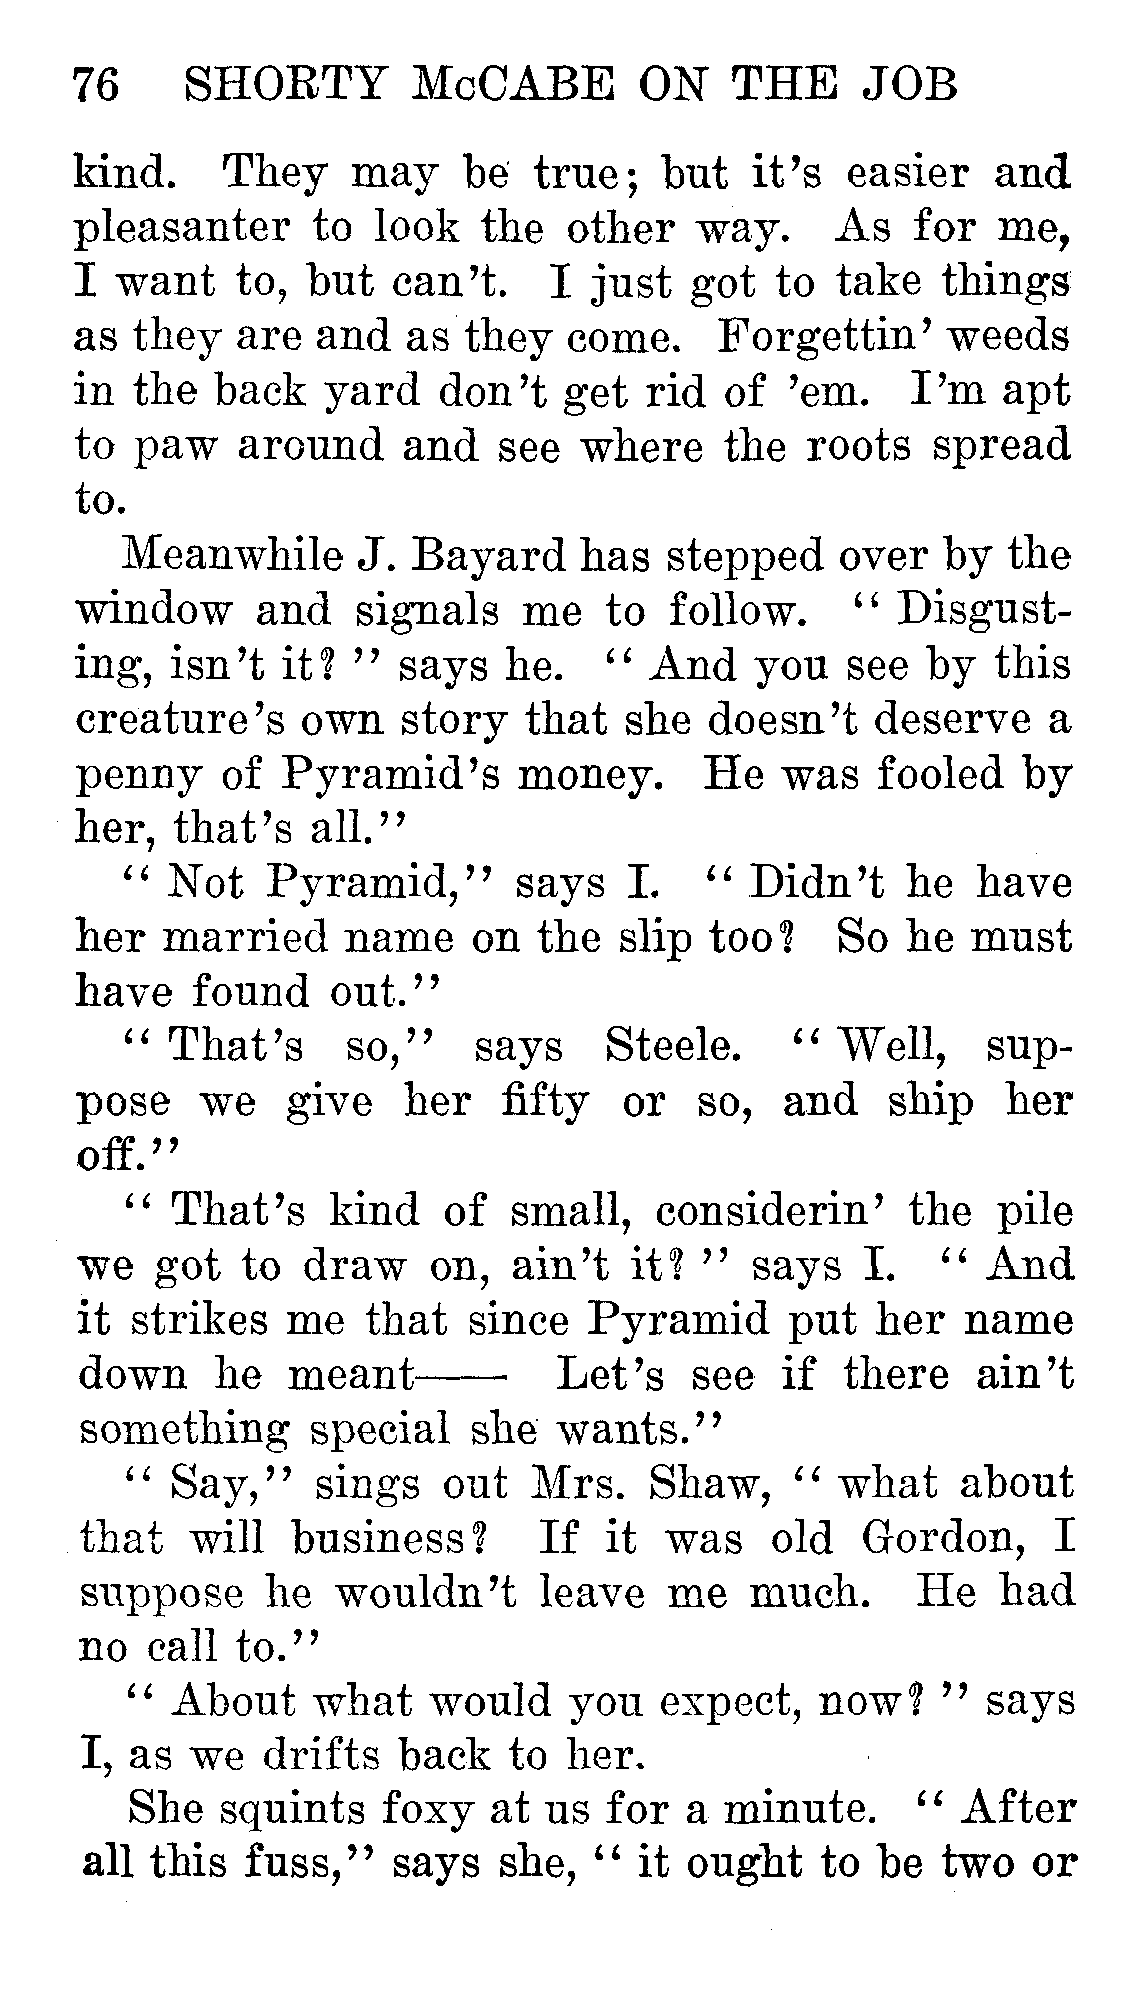 76 SHORTY McCABE ON THE JOB
kind. They may be true; but it's easier and
pleasanter to look the other way. As for me,
I want to, but can't. I just got to take things
as they are and as they come. Forgettin' weeds
in the back yard don't get rid of 'em. I'm apt
to paw around and see where the roots spread
to.
Meanwhile J. Bayard has stepped over by the
window and signals me to follow. "Disgust-
ing, isn't it?" says he. "And you see by this
creature's own story that she doesn't deserve a
penny of Pyramid's money. He was fooled by
her, that's all."
"Not Pyramid," says I. "Didn't he have
her married name on the slip too? So he must
have found out."
"That's so," says Steele. "Well, sup-
pose we give her fifty or so, and ship her
off."
"That's kind of small, considerin' the pile
we got to draw on, ain't it?" says I. "And
it strikes me that since Pyramid put her name
down he meant—— Let's see if there ain't
something special she wants."
"Say," sings out Mrs. Shaw, "what about
that will business? If it was old Gordon, I
suppose he wouldn't leave me much. He had
no call to."
"About what would you expect, now?" says
I, as we drifts back to her.
She squints foxy at us for a minute. "After
all this fuss," says she, "it ought to be two or